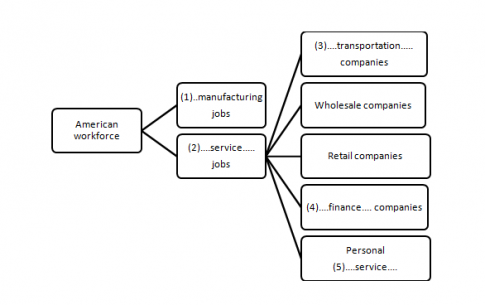 American
workforce
(1)..manufacturing
jobs
(2)....service.....
jobs
(3)....transportation.....
companies
Wholesale companies
Retail companies
(4)....finance.... companies
Personal
(5)....service....